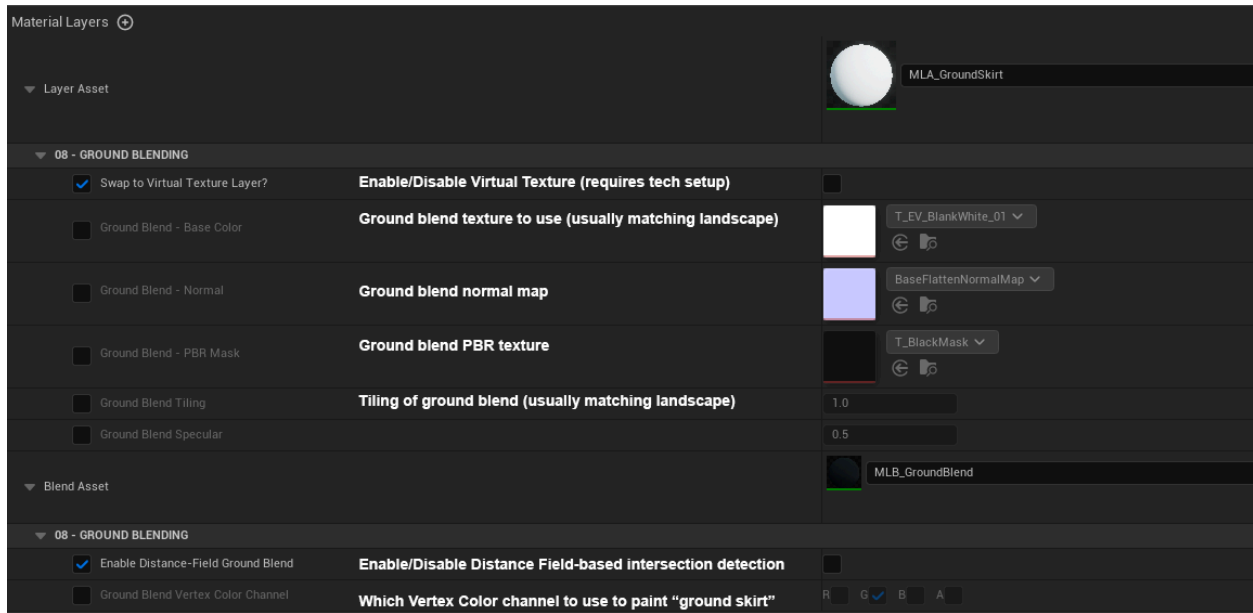 Material Layers
Layer Asset
MLA_GroundSkirt
08 - GROUND BLENDING
Swap to Virtual Texture Layer? Enable/Disable Virtual Texture (requires tech setup)
Ground Blend - Base Color Ground blend texture to use (usually matching landscape) T_EV_BlankWhite_01
Ground Blend - Normal Ground blend normal map BaseFlattenNormalMap
Ground Blend - PBR Mask Ground blend PBR texture T_BlackMask
Ground Blend Tiling Tiling of ground blend (usually matching landscape) 1.0
Ground Blend Specular 0.5
Blend Asset MLB_GroundBlend
08 - GROUND BLENDING
Enable Distance-Field Ground Blend Enable/Disable Distance Field-based intersection detection
Ground Blend Vertex Color Channel Which Vertex Color channel to use to paint “ground skirt” R G B A